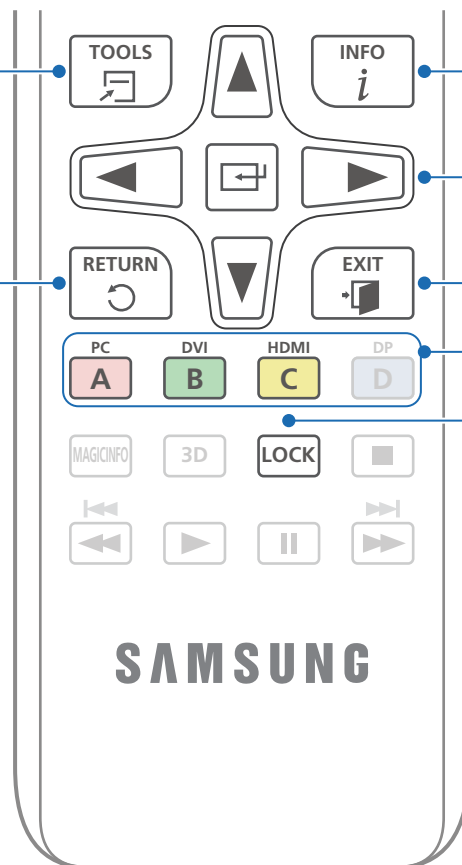 TOOLS
INFO
i
RETURN
EXIT
PC DVI HDMI DP
A B C D
MAGICINFO 3D LOCK
SAMSUNG